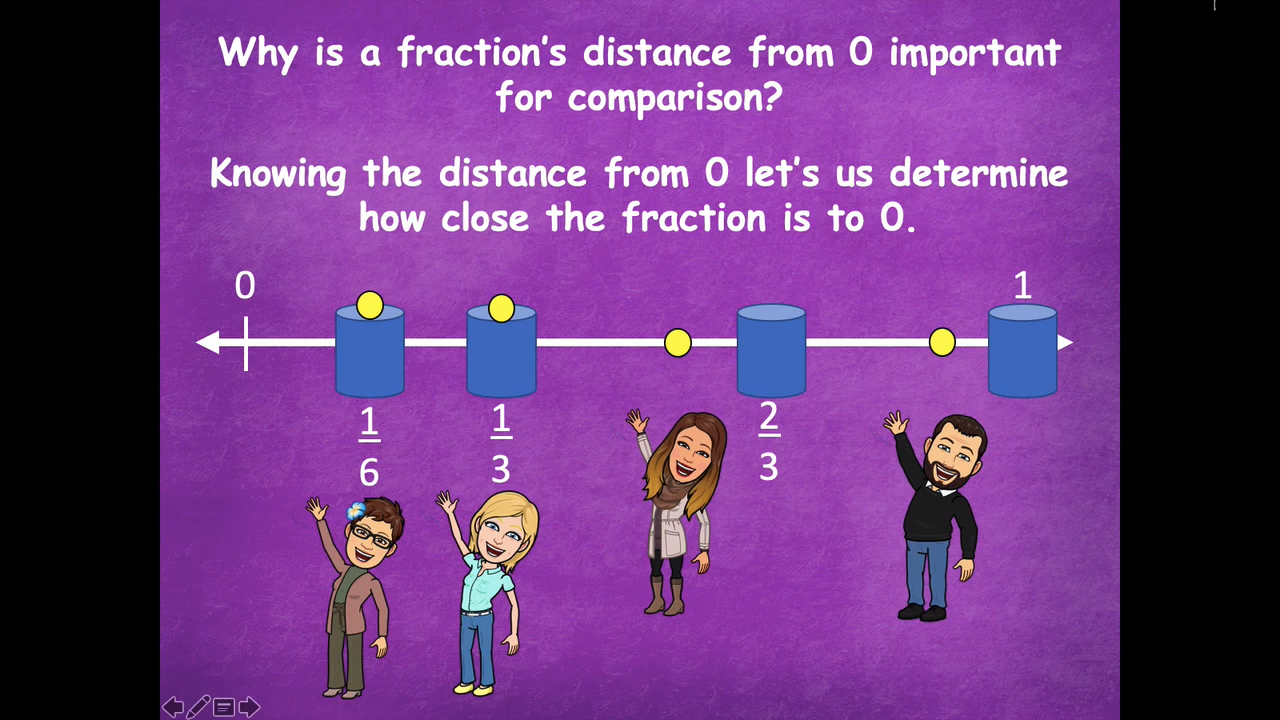 Why is a fraction's distance from 0 important
for comparison?
Knowing the distance from 0 let's us determine
how close the fraction is to 0.
0
1
1
6
1
3
2
3